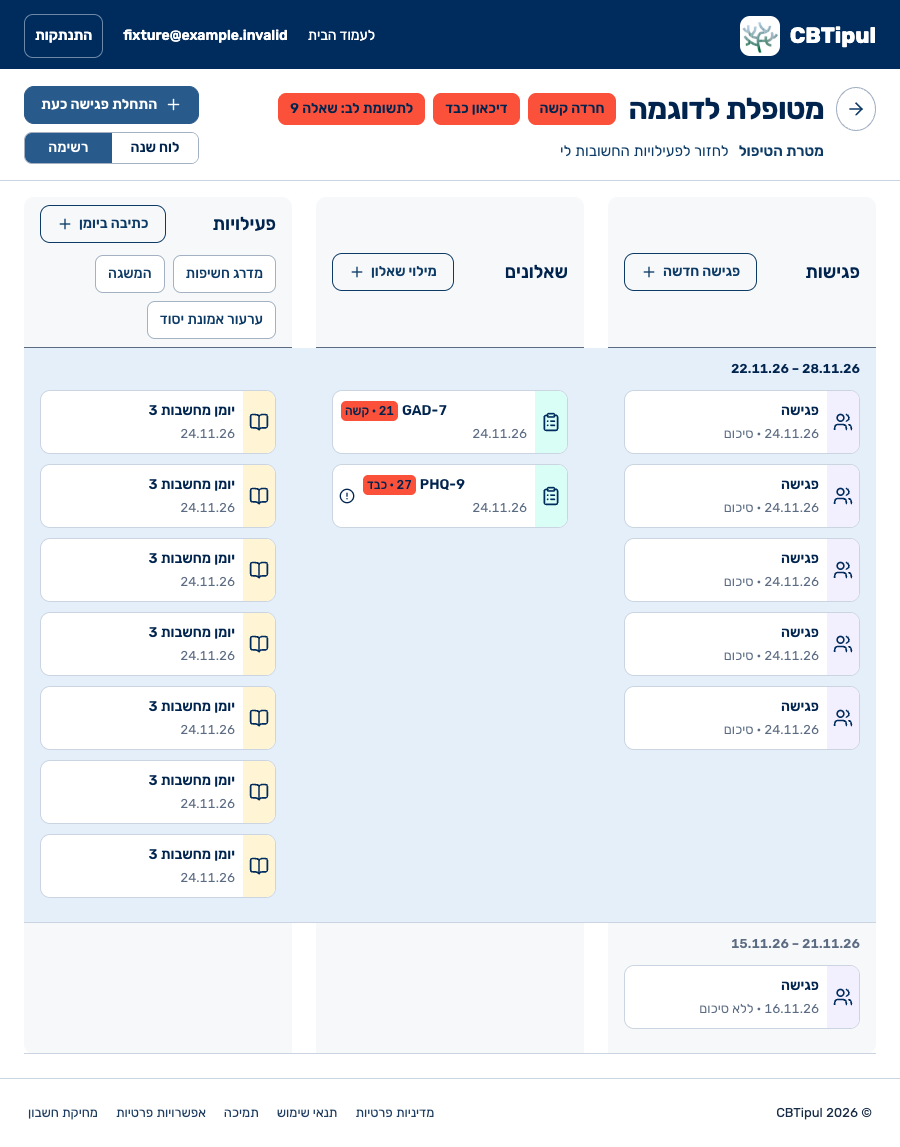 CBTipul
לעמוד הבית
fixture@example.invalid
התנתקות
מטופלת לדוגמה
חרדה קשה
דיכאון כבד
לתשומת לב: שאלה 9
מטרת הטיפול לחזור לפעילויות החשובות לי
התחלת פגישה כעת
לוח שנה
רשימה
פגישות
פגישה חדשה
שאלונים
מילוי שאלון
פעילויות
כתיבה ביומן
מדרג חשיפות
המשגה
ערעור אמונת יסוד
22.11.26 – 28.11.26
פגישה
24.11.26 • סיכום
פגישה
24.11.26 • סיכום
פגישה
24.11.26 • סיכום
פגישה
24.11.26 • סיכום
פגישה
24.11.26 • סיכום
GAD-7
21 • קשה
24.11.26
PHQ-9
27 • כבד
24.11.26
יומן מחשבות 3
24.11.26
יומן מחשבות 3
24.11.26
יומן מחשבות 3
24.11.26
יומן מחשבות 3
24.11.26
יומן מחשבות 3
24.11.26
יומן מחשבות 3
24.11.26
יומן מחשבות 3
24.11.26
15.11.26 – 21.11.26
פגישה
16.11.26 • ללא סיכום
© CBTipul 2026
מדיניות פרטיות
תנאי שימוש
תמיכה
אפשרויות פרטיות
מחיקת חשבון